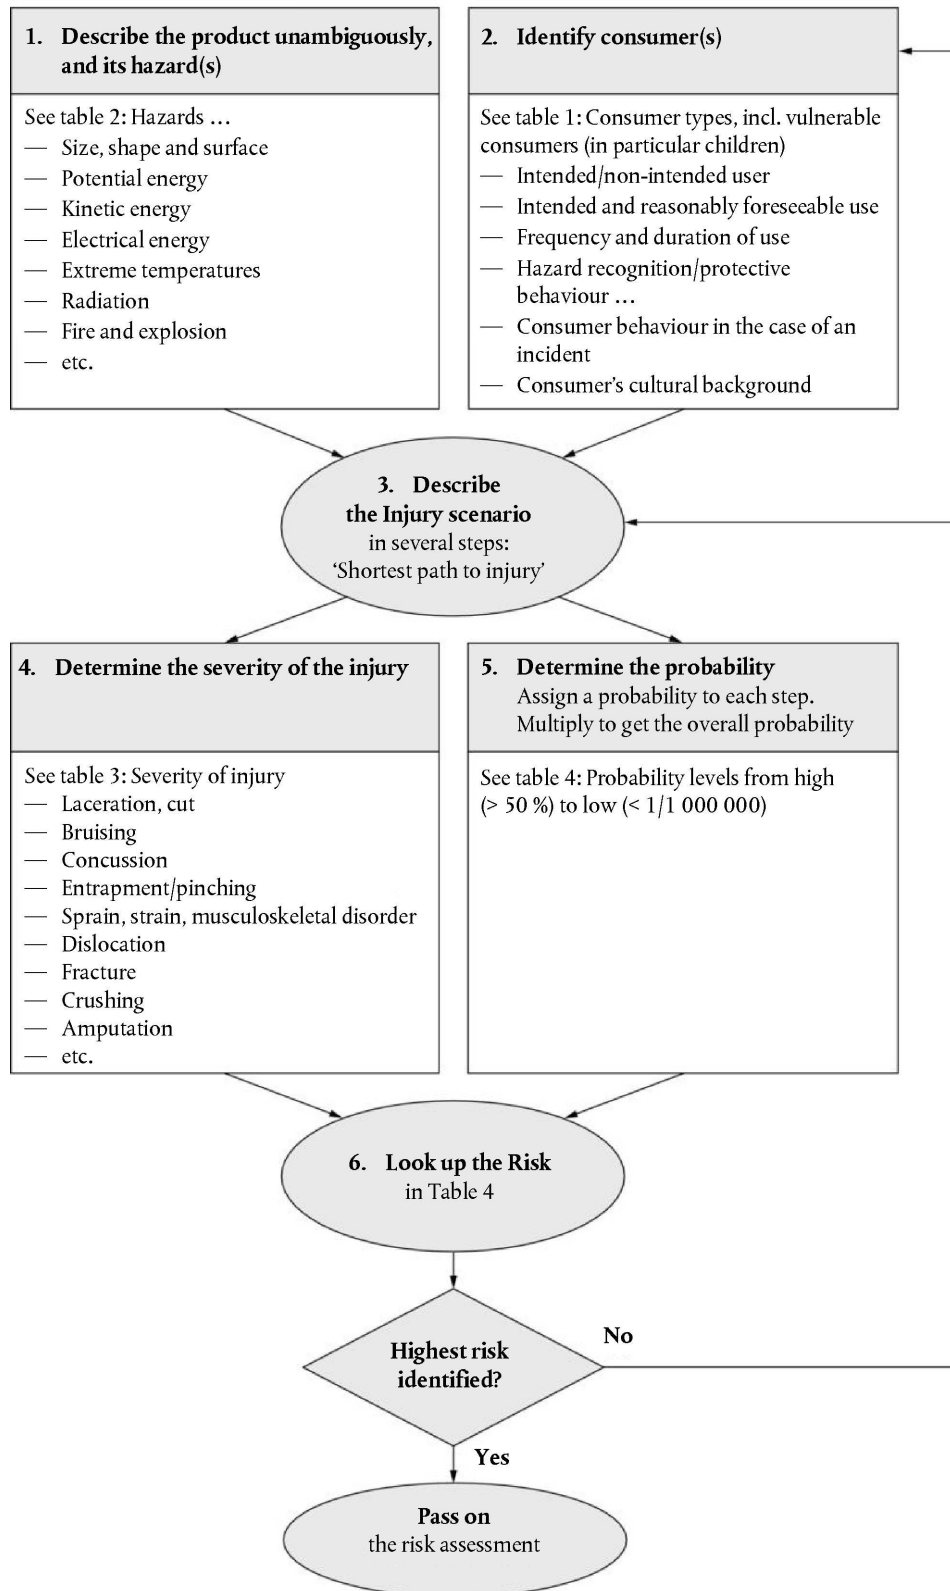 1. Describe the product unambiguously,
and its hazard(s)
See table 2: Hazards …
— Size, shape and surface
— Potential energy
— Kinetic energy
— Electrical energy
— Extreme temperatures
— Radiation
— Fire and explosion
— etc.
2. Identify consumer(s)
See table 1: Consumer types, incl. vulnerable
consumers (in particular children)
— Intended/non-intended user
— Intended and reasonably foreseeable use
— Frequency and duration of use
— Hazard recognition/protective
behaviour …
— Consumer behaviour in the case of an
incident
— Consumer’s cultural background
3. Describe
the Injury scenario
in several steps:
‘Shortest path to injury’
4. Determine the severity of the injury
See table 3: Severity of injury
— Laceration, cut
— Bruising
— Concussion
— Entrapment/pinching
— Sprain, strain, musculoskeletal disorder
— Dislocation
— Fracture
— Crushing
— Amputation
— etc.
5. Determine the probability
Assign a probability to each step.
Multiply to get the overall probability
See table 4: Probability levels from high
(> 50 %) to low (< 1/1 000 000)
6. Look up the Risk
in Table 4
Highest risk
identified?
No
Yes
Pass on
the risk assessment